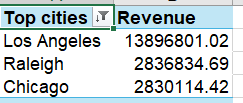 Top cities Revenue
Los Angeles 13896801.02
Raleigh 2836834.69
Chicago 2830114.42